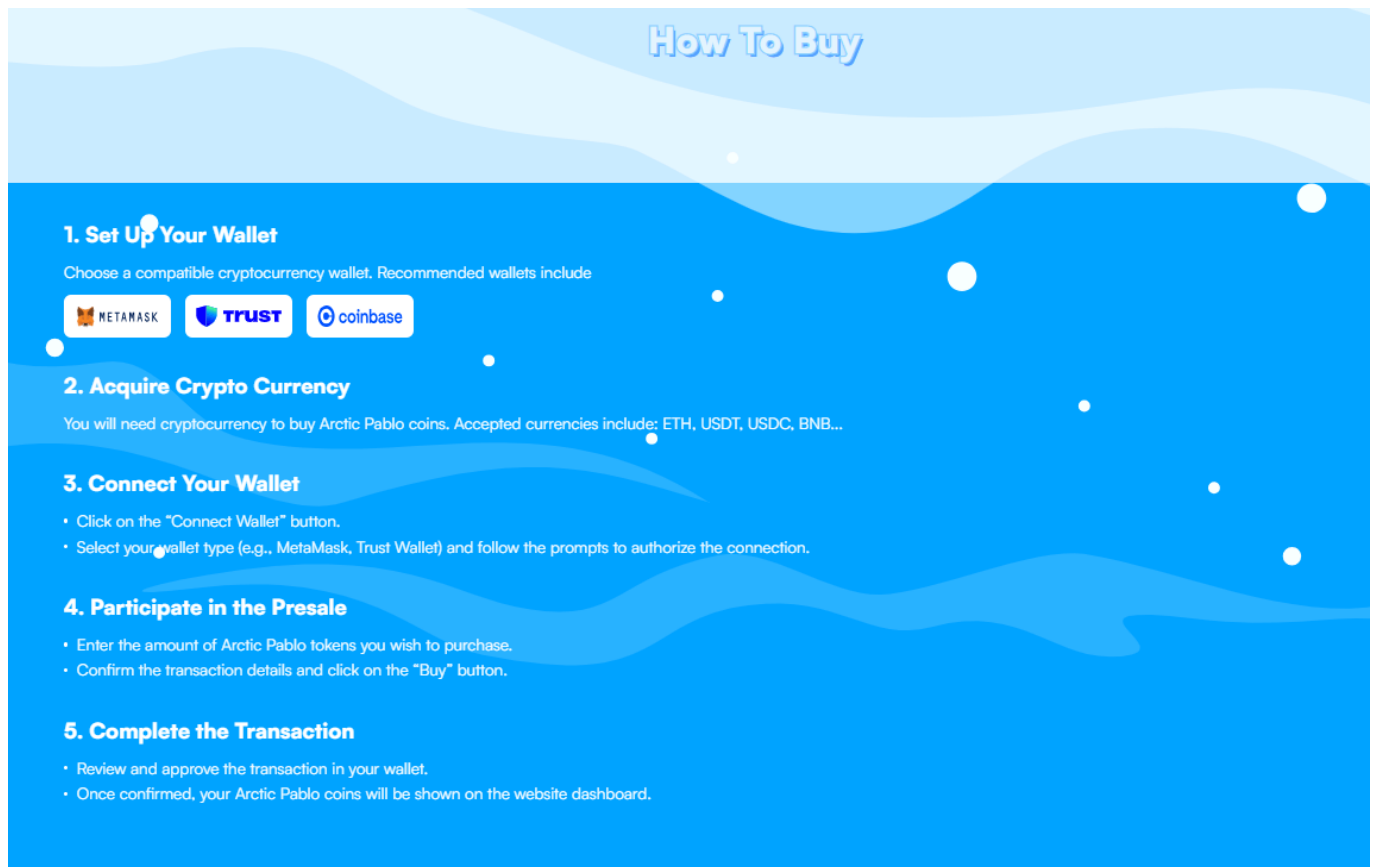 How To Buy
1. Set Up Your Wallet
Choose a compatible cryptocurrency wallet. Recommended wallets include
METAMASK TRUST coinbase
2. Acquire Crypto Currency
You will need cryptocurrency to buy Arctic Pablo coins. Accepted currencies include: ETH, USDT, USDC, BNB...
3. Connect Your Wallet
• Click on the “Connect Wallet” button.
• Select your wallet type (e.g., MetaMask, Trust Wallet) and follow the prompts to authorize the connection.
4. Participate in the Presale
• Enter the amount of Arctic Pablo tokens you wish to purchase.
• Confirm the transaction details and click on the “Buy” button.
5. Complete the Transaction
• Review and approve the transaction in your wallet.
• Once confirmed, your Arctic Pablo coins will be shown on the website dashboard.